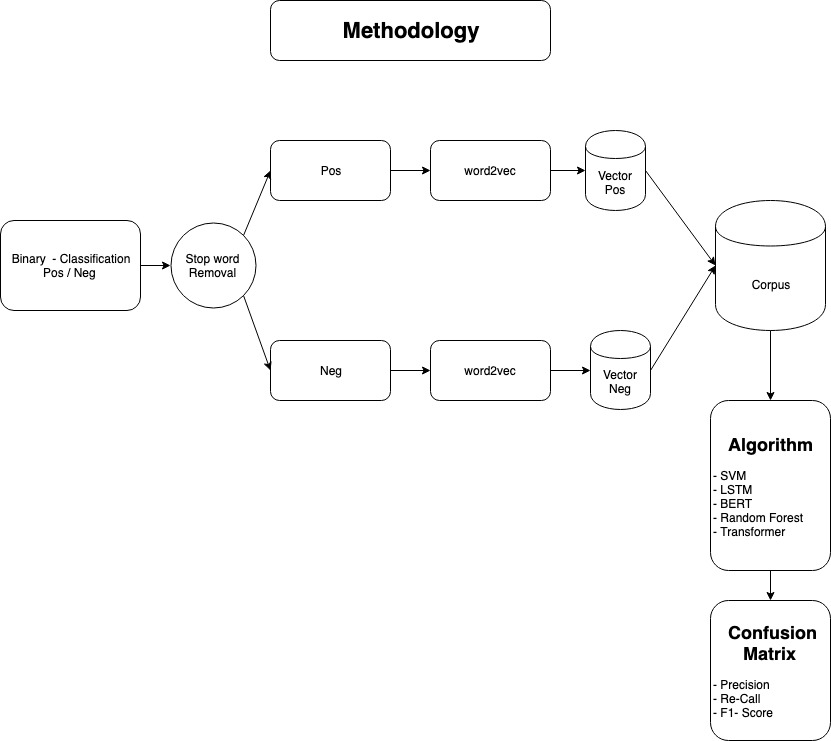 Methodology
Pos
word2vec
Vector
Pos
Binary - Classification
Pos / Neg
Stop word
Removal
Corpus
Neg
word2vec
Vector
Neg
Algorithm
- SVM
- LSTM
- BERT
- Random Forest
- Transformer
Confusion
Matrix
- Precision
- Re-Call
- F1- Score